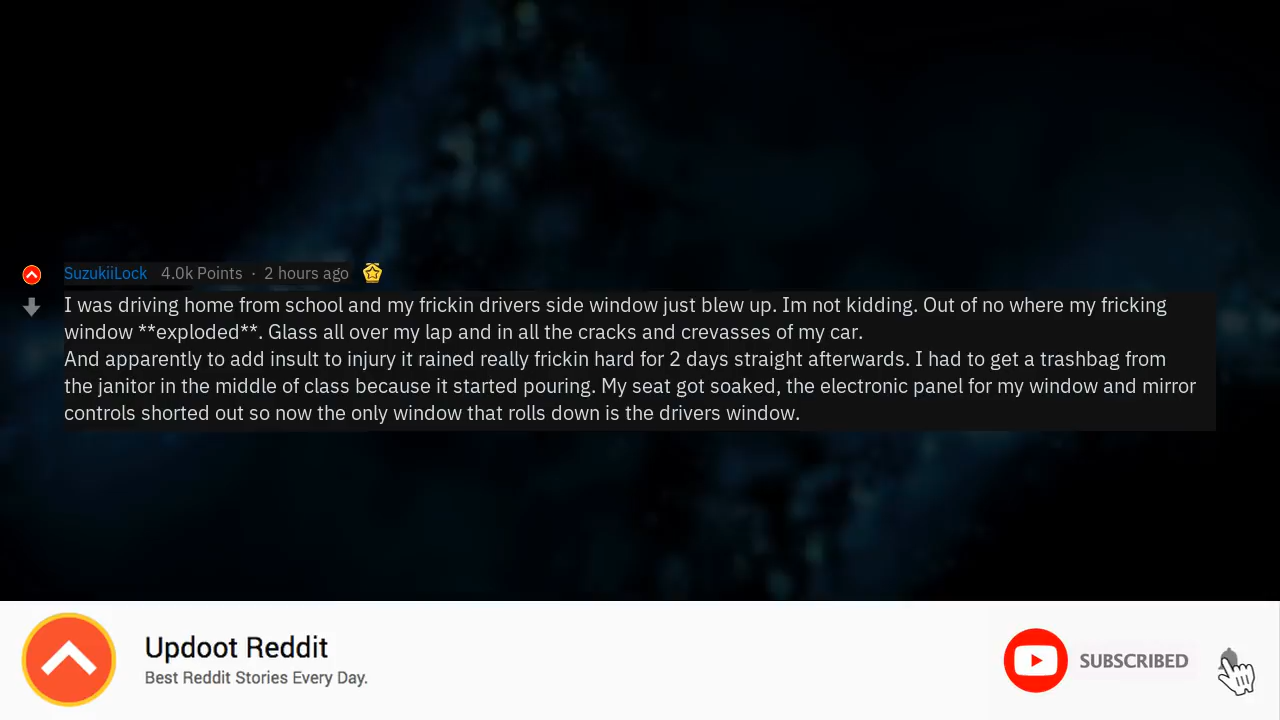 SuzukiiLock 4.0k Points · 2 hours ago
I was driving home from school and my frickin drivers side window just blew up. Im not kidding. Out of no where my fricking
window **exploded**. Glass all over my lap and in all the cracks and crevasses of my car.
And apparently to add insult to injury it rained really frickin hard for 2 days straight afterwards. I had to get a trashbag from
the janitor in the middle of class because it started pouring. My seat got soaked, the electronic panel for my window and mirror
controls shorted out so now the only window that rolls down is the drivers window.
Updoot Reddit
Best Reddit Stories Every Day.
SUBSCRIBED